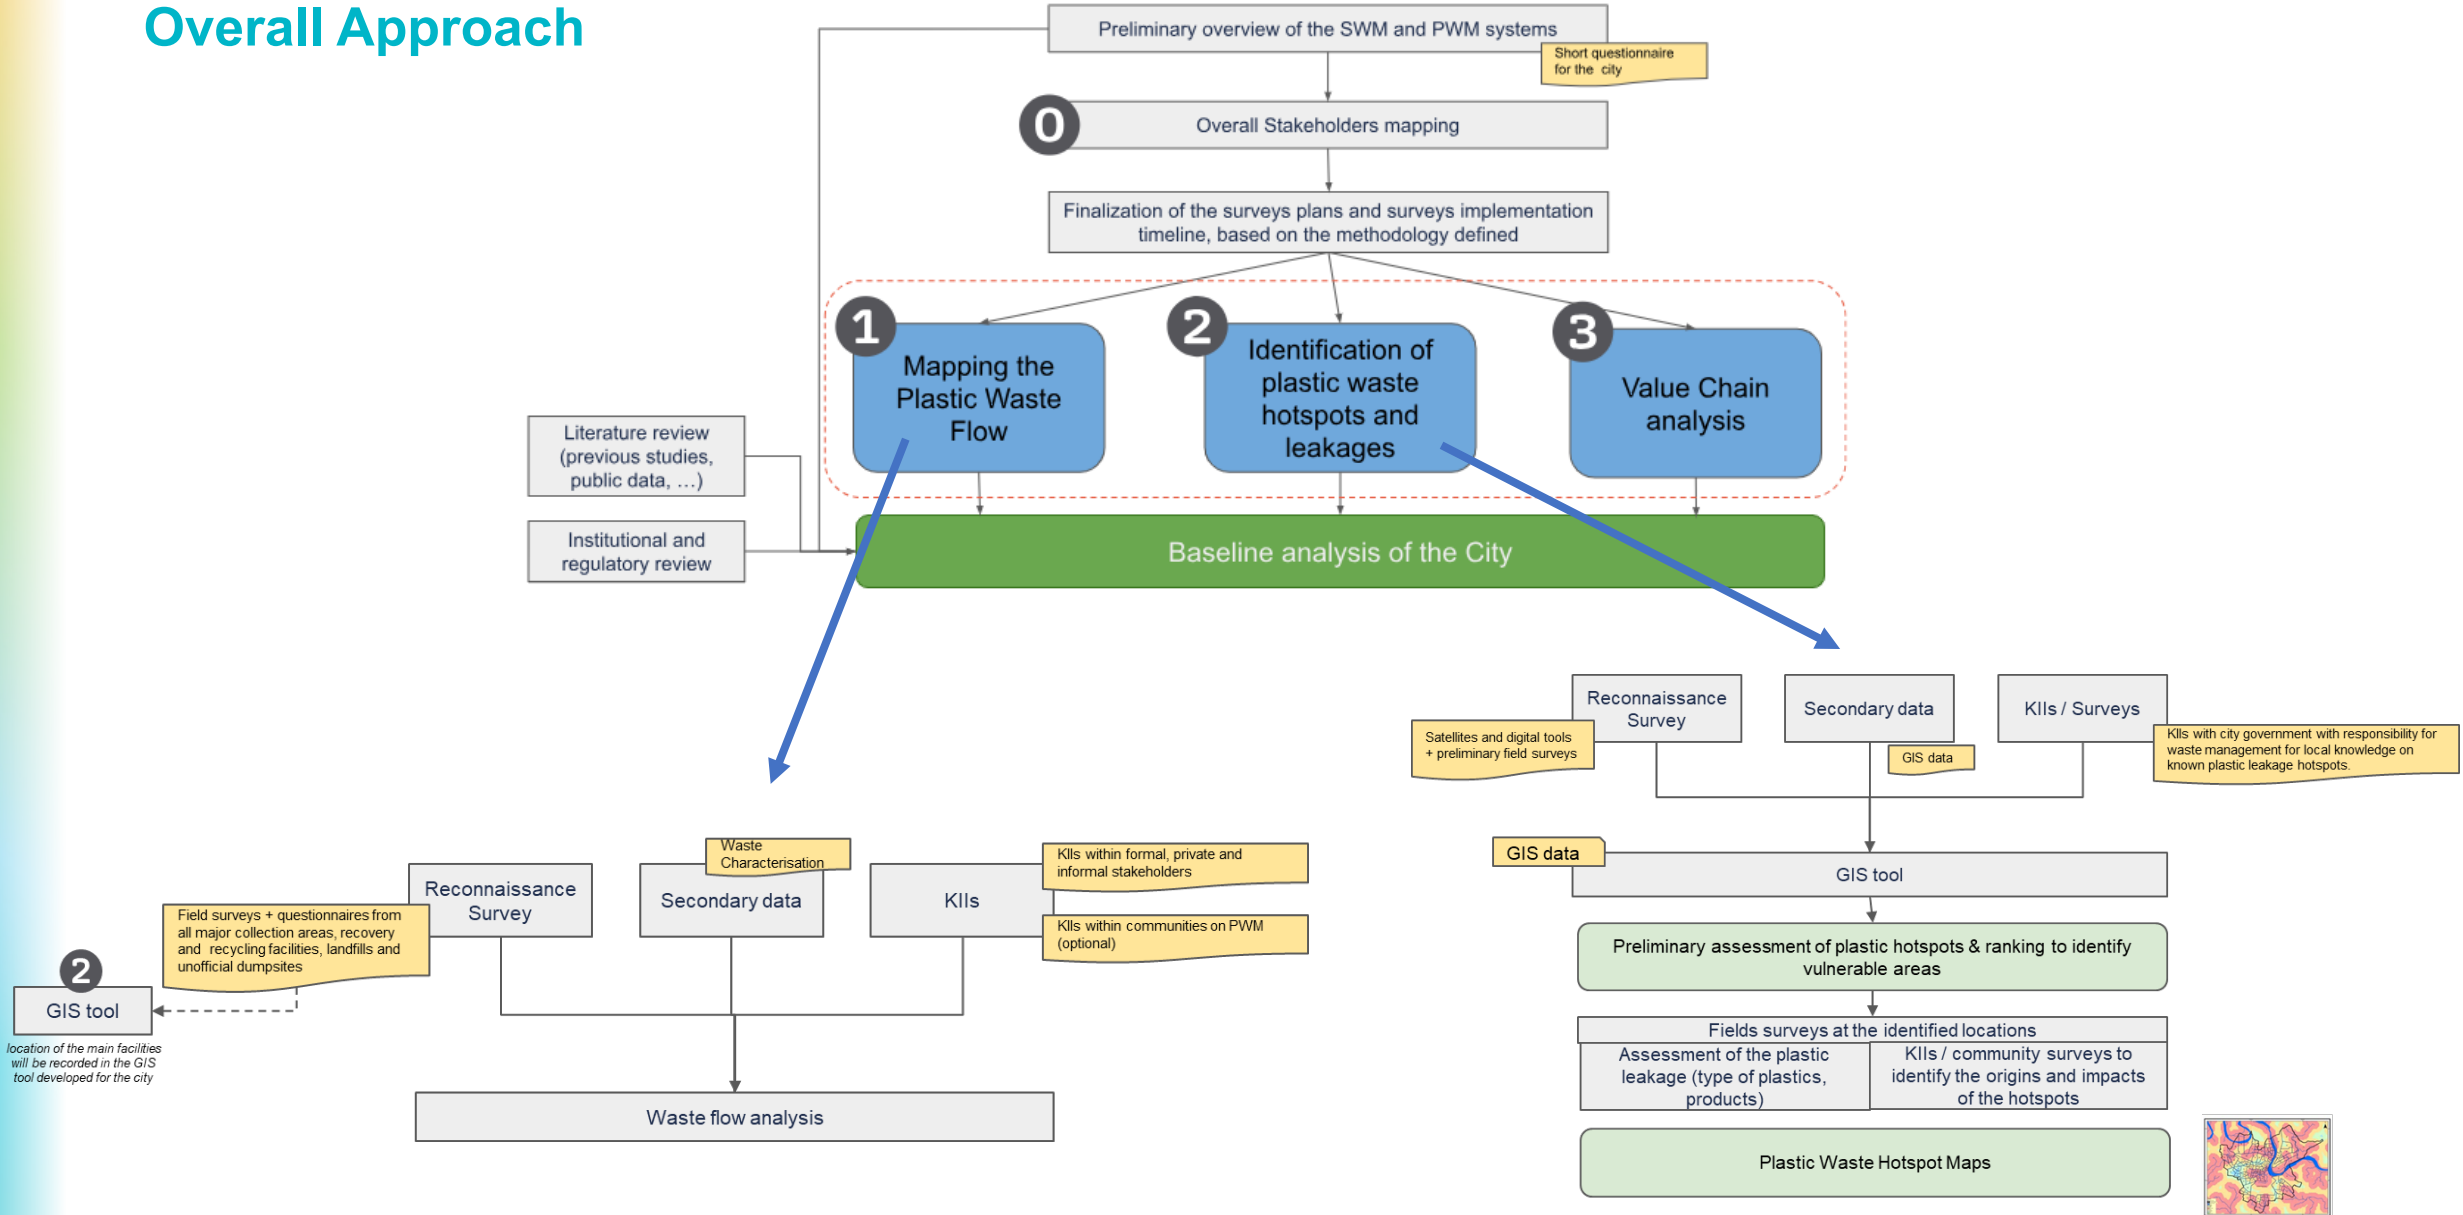 Overall Approach
Preliminary overview of the SWM and PWM systems
Short questionnaire
for the city
0
Overall Stakeholders mapping
Finalization of the surveys plans and surveys implementation
timeline, based on the methodology defined
1
Mapping the
Plastic Waste
Flow
2
Identification of
plastic waste
hotspots and
leakages
3
Value Chain
analysis
Literature review
(previous studies,
public data, …)
Institutional and
regulatory review
Baseline analysis of the City
Waste
Characterisation
Reconnaissance
Survey
Secondary data
KIIs
KIIs within formal, private and
informal stakeholders
KIIs within communities on PWM
(optional)
Field surveys + questionnaires from
all major collection areas, recovery
and recycling facilities, landfills and
unofficial dumpsites
2
GIS tool
location of the main facilities
will be recorded in the GIS
tool developed for the city
Waste flow analysis
Reconnaissance
Survey
Secondary data
KIIs / Surveys
Satellites and digital tools
+ preliminary field surveys
GIS data
KIIs with city government with responsibility for
waste management for local knowledge on
known plastic leakage hotspots.
GIS data
GIS tool
Preliminary assessment of plastic hotspots & ranking to identify
vulnerable areas
Fields surveys at the identified locations
Assessment of the plastic
leakage (type of plastics,
products)
KIIs / community surveys to
identify the origins and impacts
of the hotspots
Plastic Waste Hotspot Maps